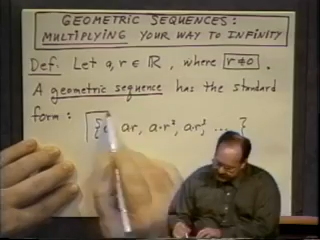 GEOMETRIC SEQUENCES:
MULTIPLYING YOUR WAY TO INFINITY
Def: Let a, r ∈ ℝ, where r≠0.
A geometric sequence has the standard
form: { ar, a·r², a·r³, ... }